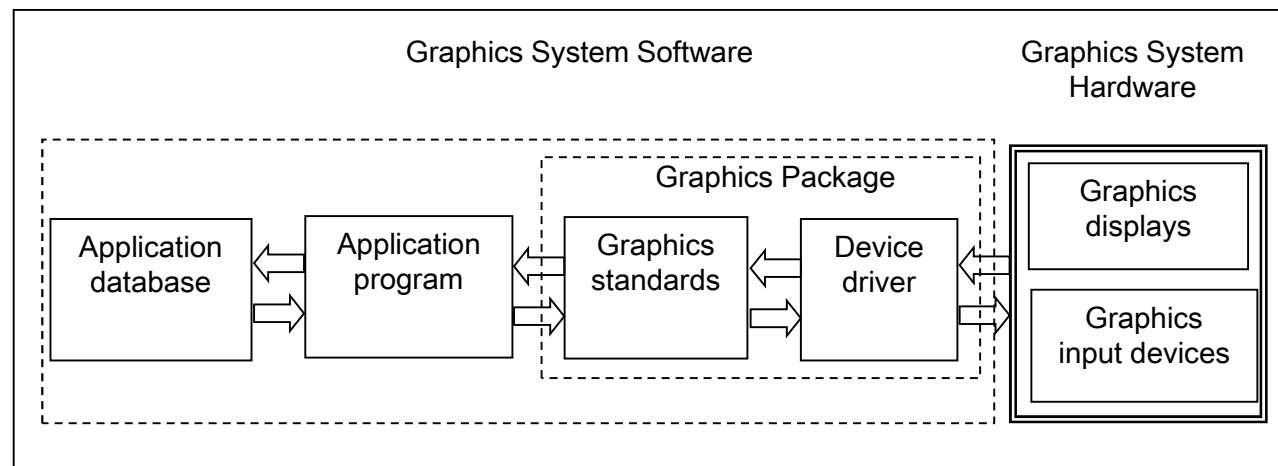 Graphics System Software
Graphics System
Hardware
Graphics Package
Application
database
Application
program
Graphics
standards
Device
driver
Graphics
displays
Graphics
input devices